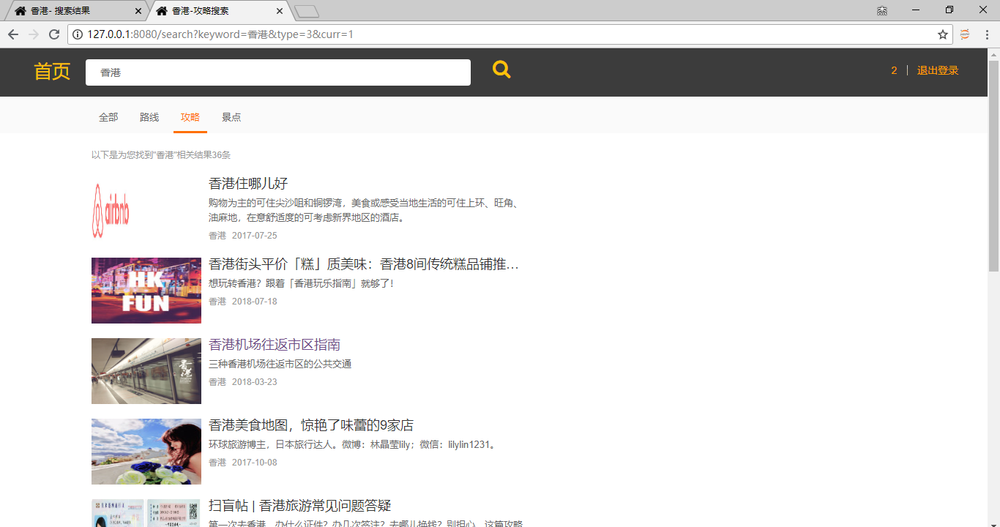 香港- 搜索结果
香港-攻略搜索
杰
127.0.0.1:8080/search?keyword=香港&type=3&curr=1
首页
香港
2 | 退出登录
全部 路线 攻略 景点
以下是为您找到"香港"相关结果36条
airbnb
香港住哪儿好
购物为主的可住尖沙咀和铜锣湾，美食或感受当地生活的可住上环、旺角、
油麻地，在意舒适度的可考虑新界地区的酒店。
香港 2017-07-25
HK
FUN
香港街头平价「糕」质美味：香港8间传统糕品铺推…
想玩转香港？跟着「香港玩乐指南」就够了！
香港 2018-07-18
香港
香港机场往返市区指南
三种香港机场往返市区的公共交通
香港 2018-03-23
香港美食地图，惊艳了味蕾的9家店
环球旅游博主，日本旅行达人。微博：林晶莹lily；微信：lilylin1231。
香港 2017-10-08
扫盲帖 | 香港旅游常见问题答疑
第一次去香港，办什么证件？办几次签注？去哪儿换钱？别担心，这篇攻略